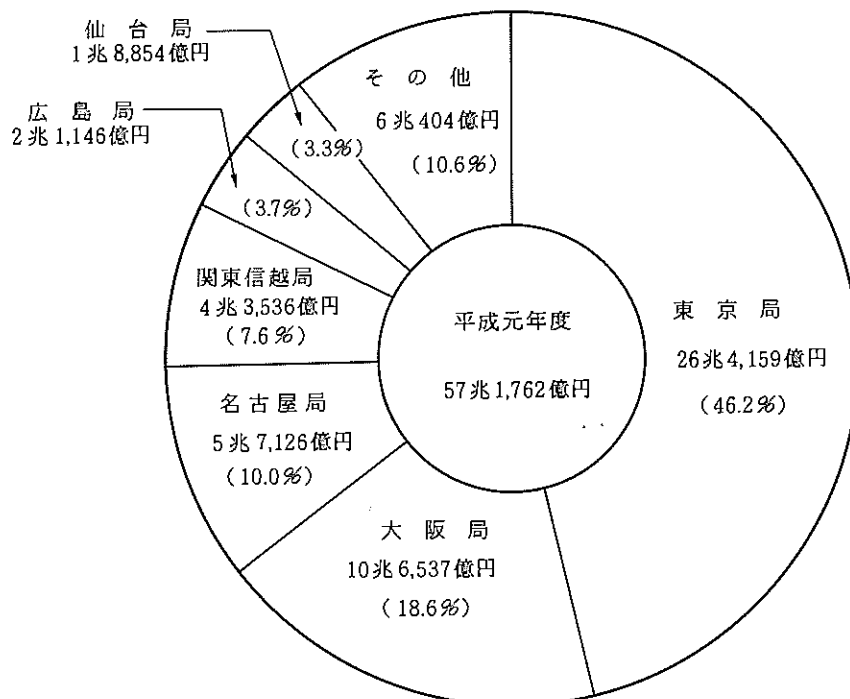 仙台局
1兆8,854億円
広島局
2兆1,146億円
その他
6兆404億円
(10.6%)
(3.3%)
(3.7%)
関東信越局
4兆3,536億円
(7.6%)
名古屋局
5兆7,126億円
(10.0%)
大阪局
10兆6,537億円
(18.6%)
平成元年度
57兆1,762億円
東京局
26兆4,159億円
(46.2%)